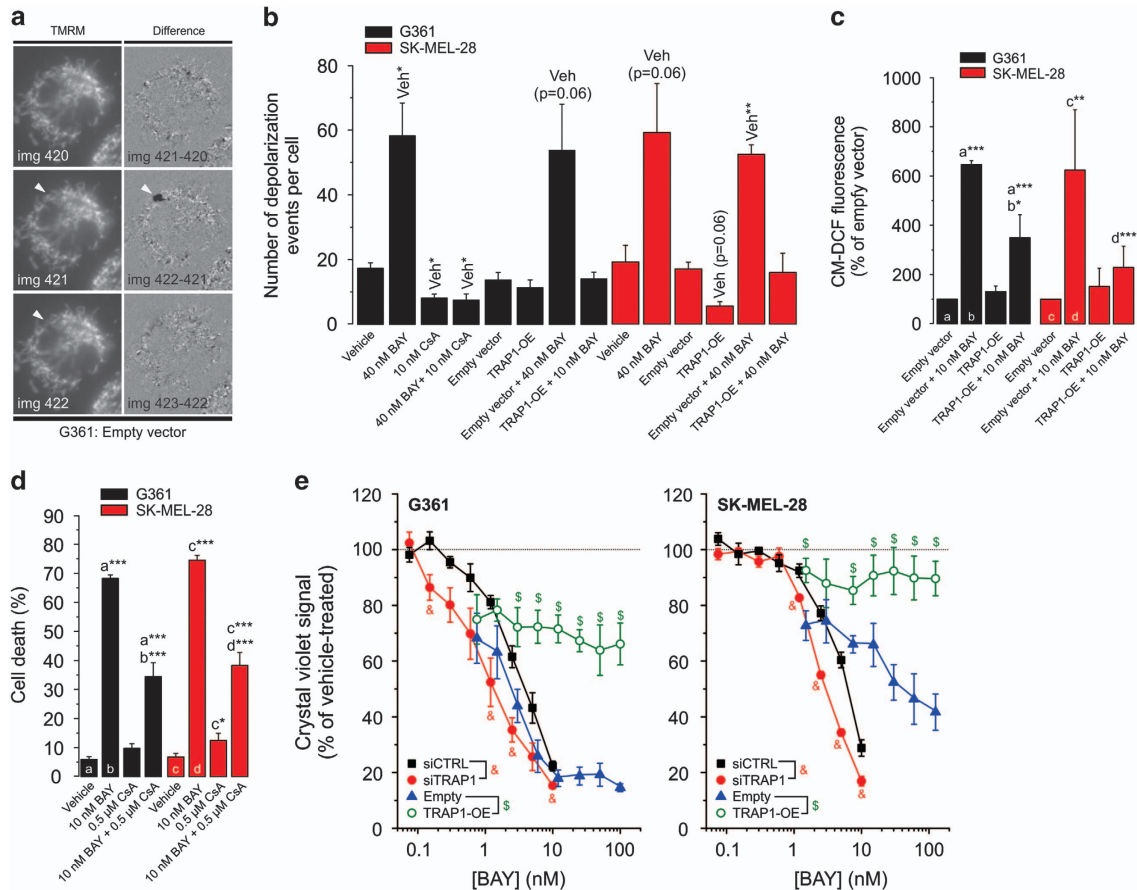 a
TMRM
Difference
img 420
img 421-420
img 421
img 422-421
img 422
img 423-422
G361: Empty vector
b
G361
SK-MEL-28
Number of depolarization
events per cell
80
60
40
20
0
Veh*
Veh*
Veh*
Veh
(p=0.06)
Veh
(p=0.06)
Veh (p=0.06)
Veh**
Vehicle
40 nM BAY
10 nM CsA
40 nM BAY+ 10 nM CsA
Empty vector
TRAP1-OE
Empty vector + 40 nM BAY
TRAP1-OE + 10 nM BAY
Vehicle
40 nM BAY
Empty vector
TRAP1-OE
Empty vector + 40 nM BAY
TRAP1-OE + 40 nM BAY
c
G361
SK-MEL-28
CM-DCF fluorescence
(% of empty vector)
1000
800
600
400
200
0
a***
a***
b*
c**
d***
a
b
c
d
Empty vector
Empty vector + 10 nM BAY
TRAP1-OE
TRAP1-OE + 10 nM BAY
Empty vector
Empty vector + 10 nM BAY
TRAP1-OE
TRAP1-OE + 10 nM BAY
d
G361
SK-MEL-28
Cell death (%)
90
80
70
60
50
40
30
20
10
0
a***
a***
b***
c***
c*
c***
d***
a
b
c
d
Vehicle
10 nM BAY
0.5 µM CsA
10 nM BAY + 0.5 µM CsA
Vehicle
10 nM BAY
0.5 µM CsA
10 nM BAY + 0.5 µM CsA
e
G361
Crystal violet signal
(% of vehicle-treated)
120
100
80
60
40
20
0
$ $ $ $ $ $
&
&
&
&
siCTRL
siTRAP1
&
Empty
TRAP1-OE
$
0.1 1 10 100
[BAY] (nM)
SK-MEL-28
120
100
80
60
40
20
0
$ $ $ $ $ $
&
&
&
&
siCTRL
siTRAP1
&
Empty
TRAP1-OE
$
0.1 1 10 100
[BAY] (nM)